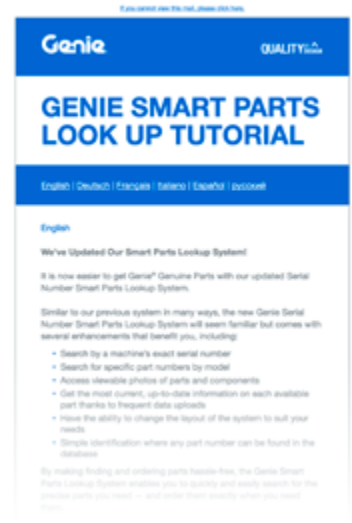 If you cannot view this mail, please click here.
Genie
QUALITY BY DESIGN
GENIE SMART PARTS
LOOK UP TUTORIAL
English | Deutsch | Français | Italiano | Español | русский
English
We've Updated Our Smart Parts Lookup System!
It is now easier to get Genie® Genuine Parts with our updated Serial
Number Smart Parts Lookup System.
Similar to our previous system in many ways, the new Genie Serial
Number Smart Parts Lookup System will seem familiar but comes with
several enhancements that benefit you, including:
• Search by a machine's exact serial number
• Search for specific part numbers by model
• Access viewable photos of parts and components
• Get the most current, up-to-date information on each available
part thanks to frequent data uploads
• Have the ability to change the layout of the system to suit your
needs
• Simple identification where any part number can be found in the
database
By making finding and ordering parts hassle-free, the Genie Smart
Parts Lookup System enables you to quickly and easily search for the
precise parts you need — and order them exactly when you need
them.